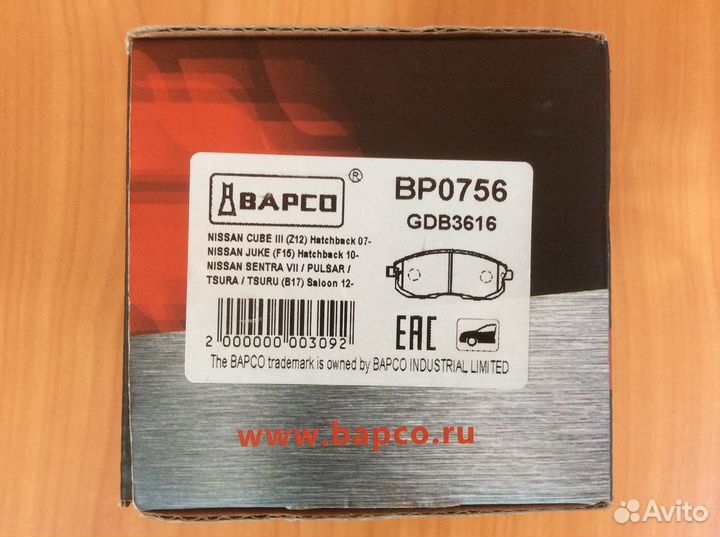 BAPCO ®
BP0756
GDB3616
NISSAN CUBE III (Z12) Hatchback 07-
NISSAN JUKE (F15) Hatchback 10-
NISSAN SENTRA VII / PULSAR /
TSURA / TSURU (B17) Saloon 12-
2 000000 003092
EAC
The BAPCO trademark is owned by BAPCO INDUSTRIAL LIMITED
www.bapco.ru
Avito